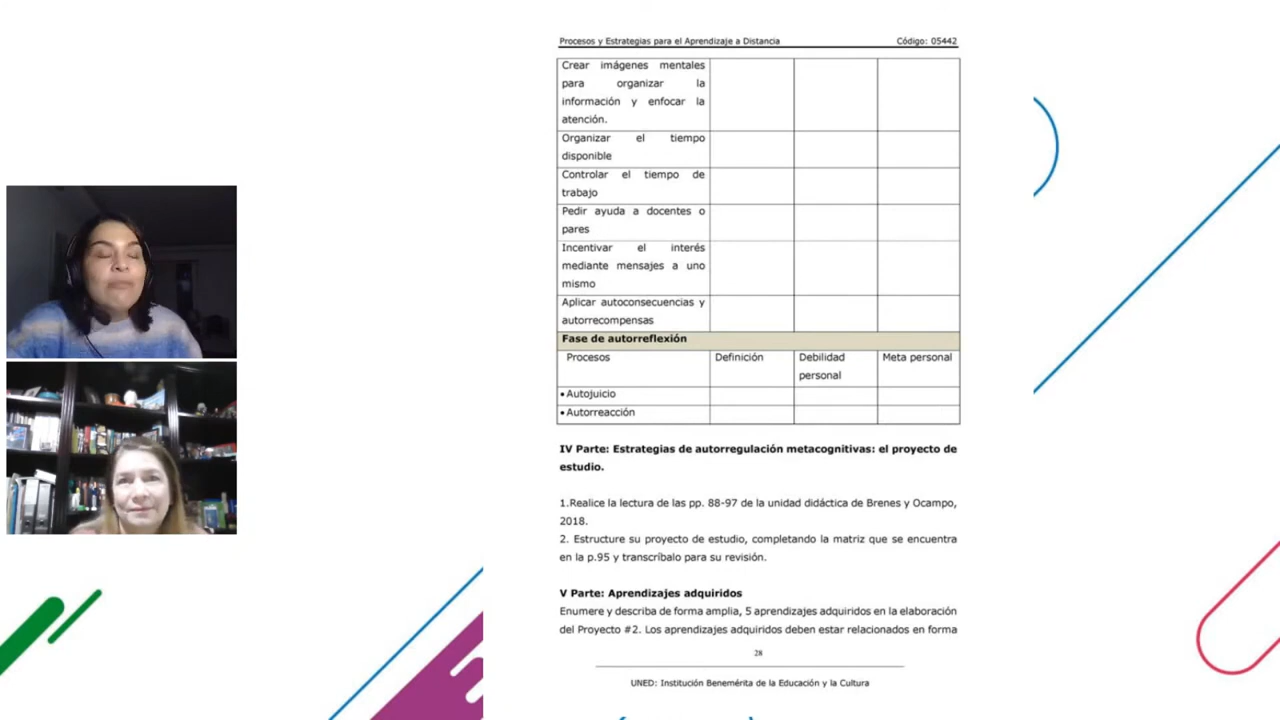 Procesos y Estrategias para el Aprendizaje a Distancia Código: 05442
Crear imágenes mentales
para organizar la
información y enfocar la
atención.
Organizar el tiempo
disponible
Controlar el tiempo de
trabajo
Pedir ayuda a docentes o
pares
Incentivar el interés
mediante mensajes a uno
mismo
Aplicar autoconsecuencias y
autorrecompensas
Fase de autorreflexión
Procesos Definición Debilidad personal Meta personal
• Autojuicio
• Autorreacción
IV Parte: Estrategias de autorregulación metacognitivas: el proyecto de
estudio.
1.Realice la lectura de las pp. 88-97 de la unidad didáctica de Brenes y Ocampo,
2018.
2. Estructure su proyecto de estudio, completando la matriz que se encuentra
en la p.95 y transcríbalo para su revisión.
V Parte: Aprendizajes adquiridos
Enumere y describa de forma amplia, 5 aprendizajes adquiridos en la elaboración
del Proyecto #2. Los aprendizajes adquiridos deben estar relacionados en forma
28
UNED: Institución Benemérita de la Educación y la Cultura